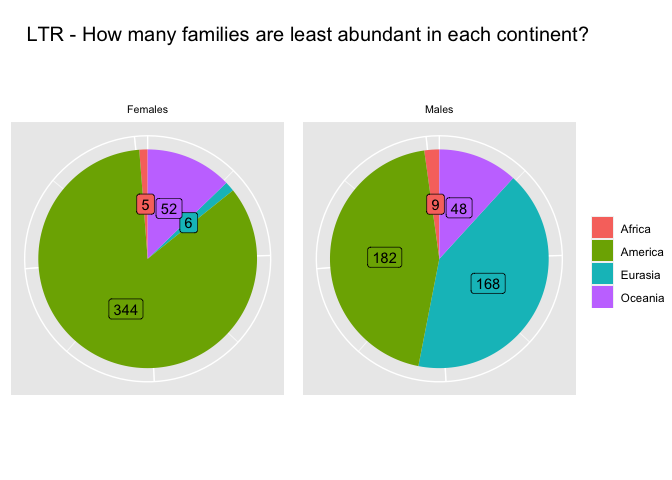 LTR - How many families are least abundant in each continent?
Females
Males
5
52
6
344
9
48
182
168
Africa
America
Eurasia
Oceania